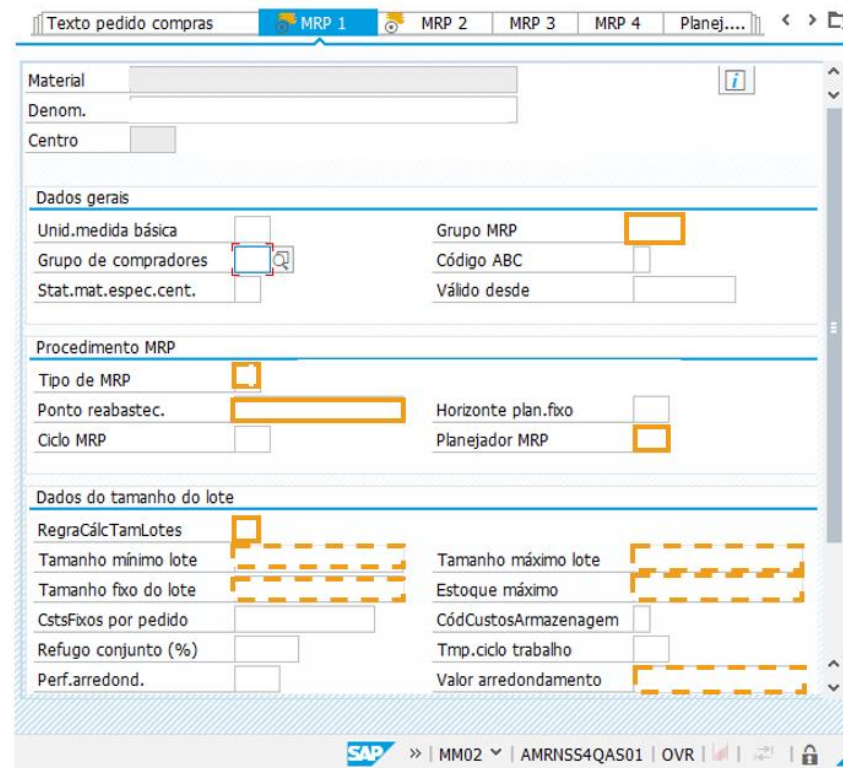 Texto pedido compras MRP 1 MRP 2 MRP 3 MRP 4 Planej....
Material
Denom.
Centro
Dados gerais
Unid.medida básica Grupo MRP
Grupo de compradores Código ABC
Stat.mat.espec.cent. Válido desde
Procedimento MRP
Tipo de MRP
Ponto reabastec. Horizonte plan.fixo
Ciclo MRP Planejador MRP
Dados do tamanho do lote
RegraCálcTamLotes
Tamanho mínimo lote Tamanho máximo lote
Tamanho fixo do lote Estoque máximo
CstsFixos por pedido CódCustosArmazenagem
Refugo conjunto (%) Tmp.ciclo trabalho
Perf.arredond. Valor arredondamento
SAP » | MM02 | AMRNSS4QAS01 | OVR